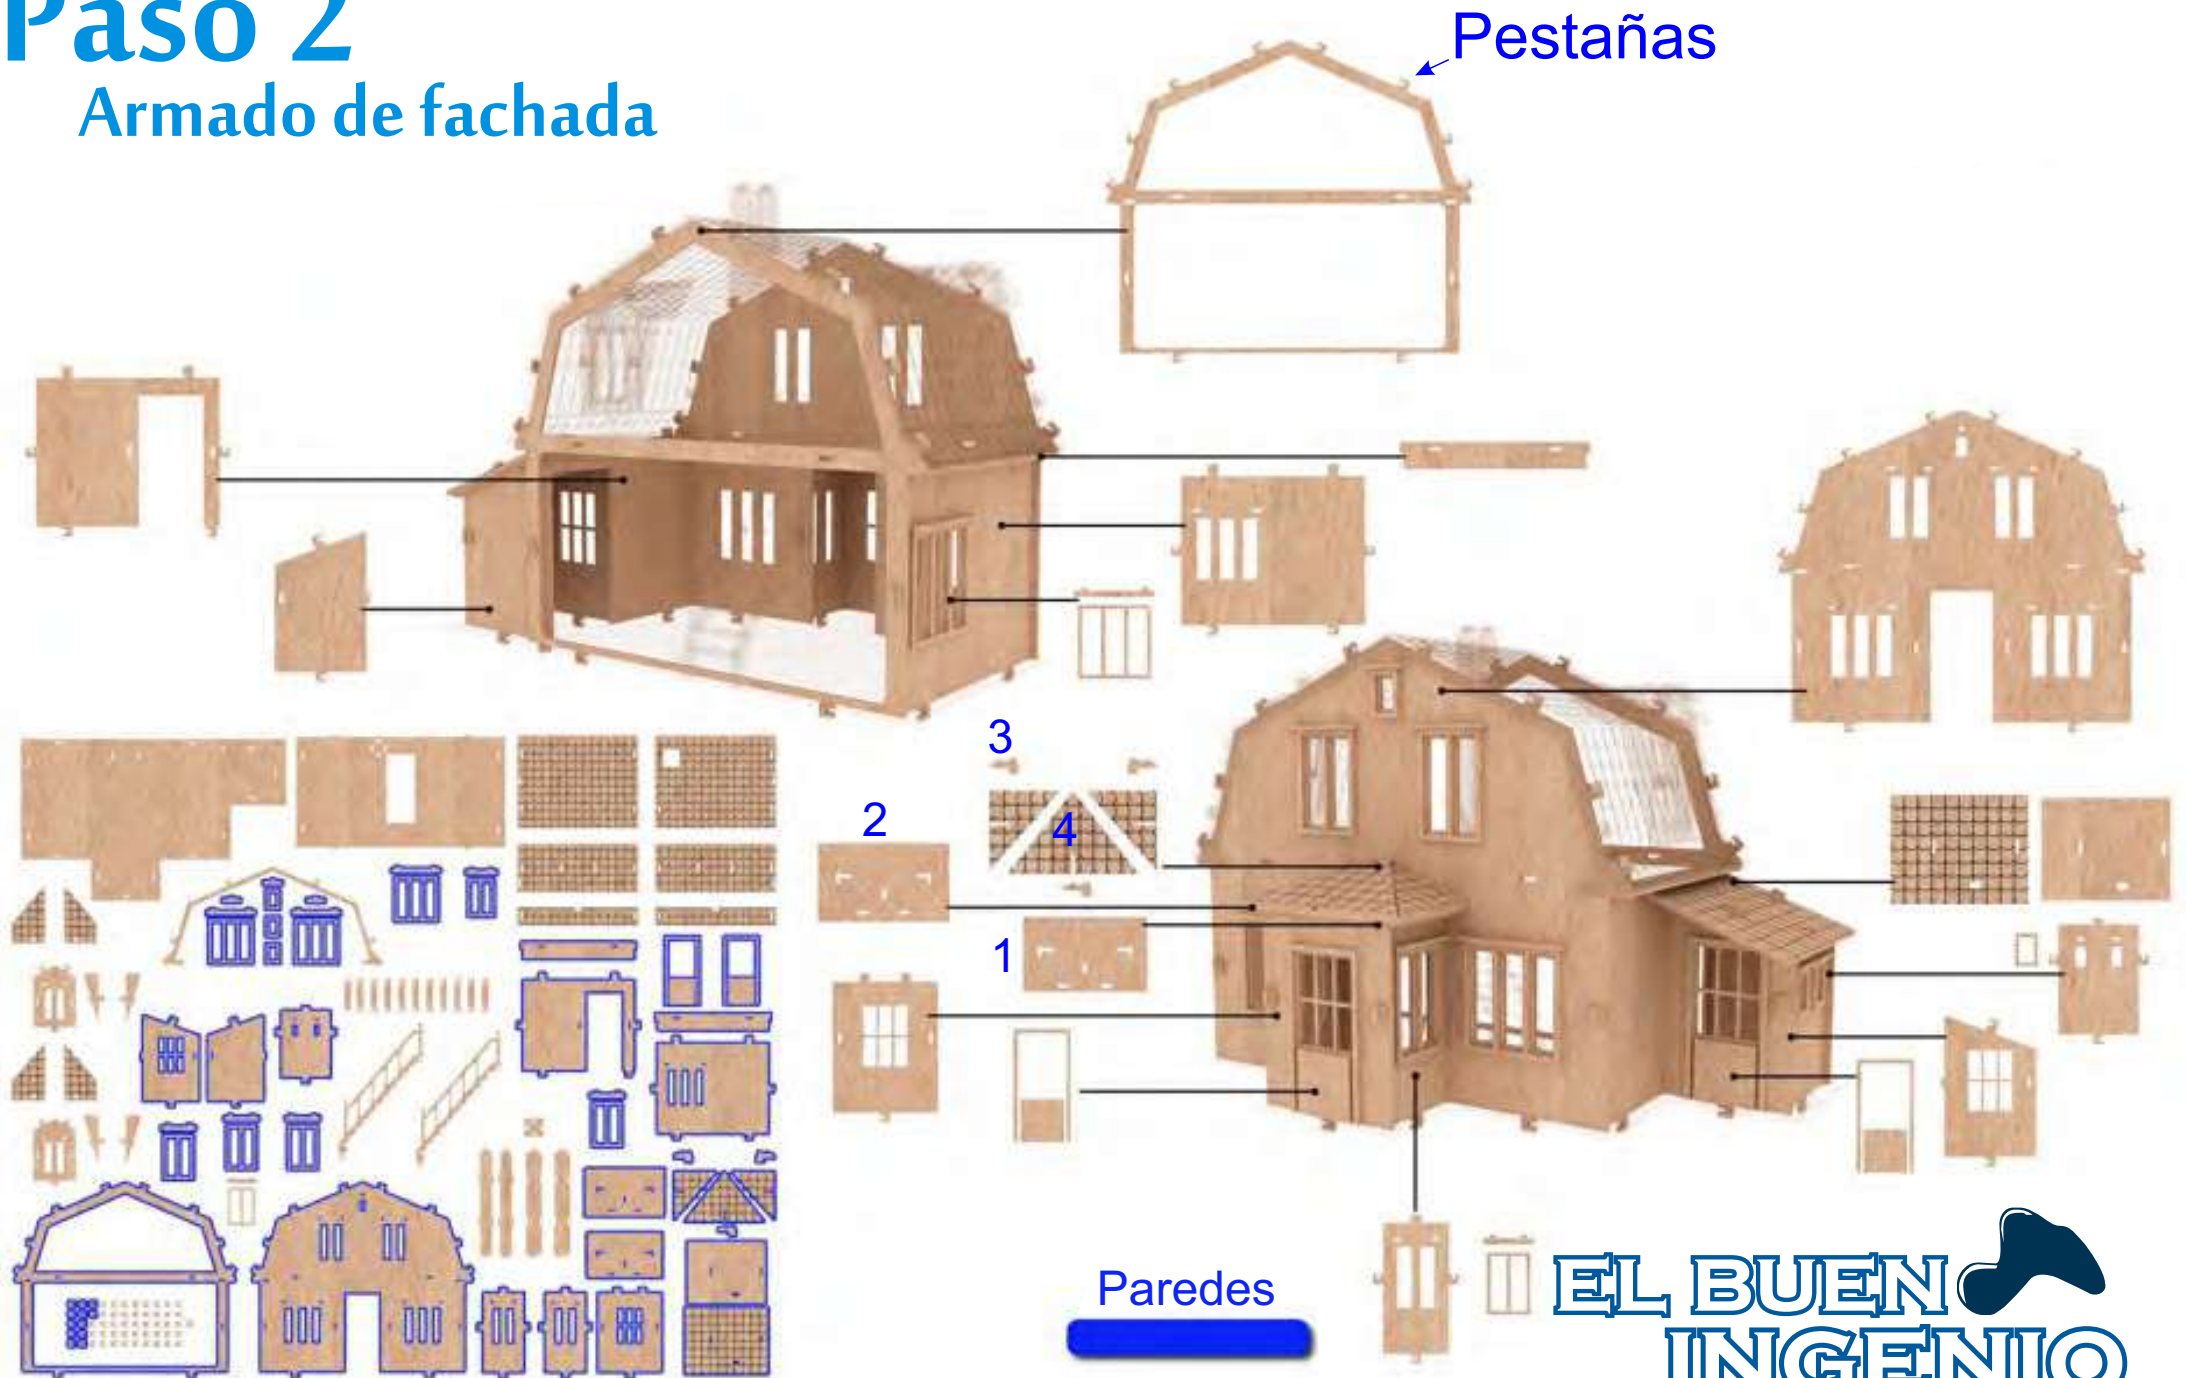 Paso 2
Armado de fachada
Pestañas
3
2
4
1
Paredes
EL BUEN
INGENIO